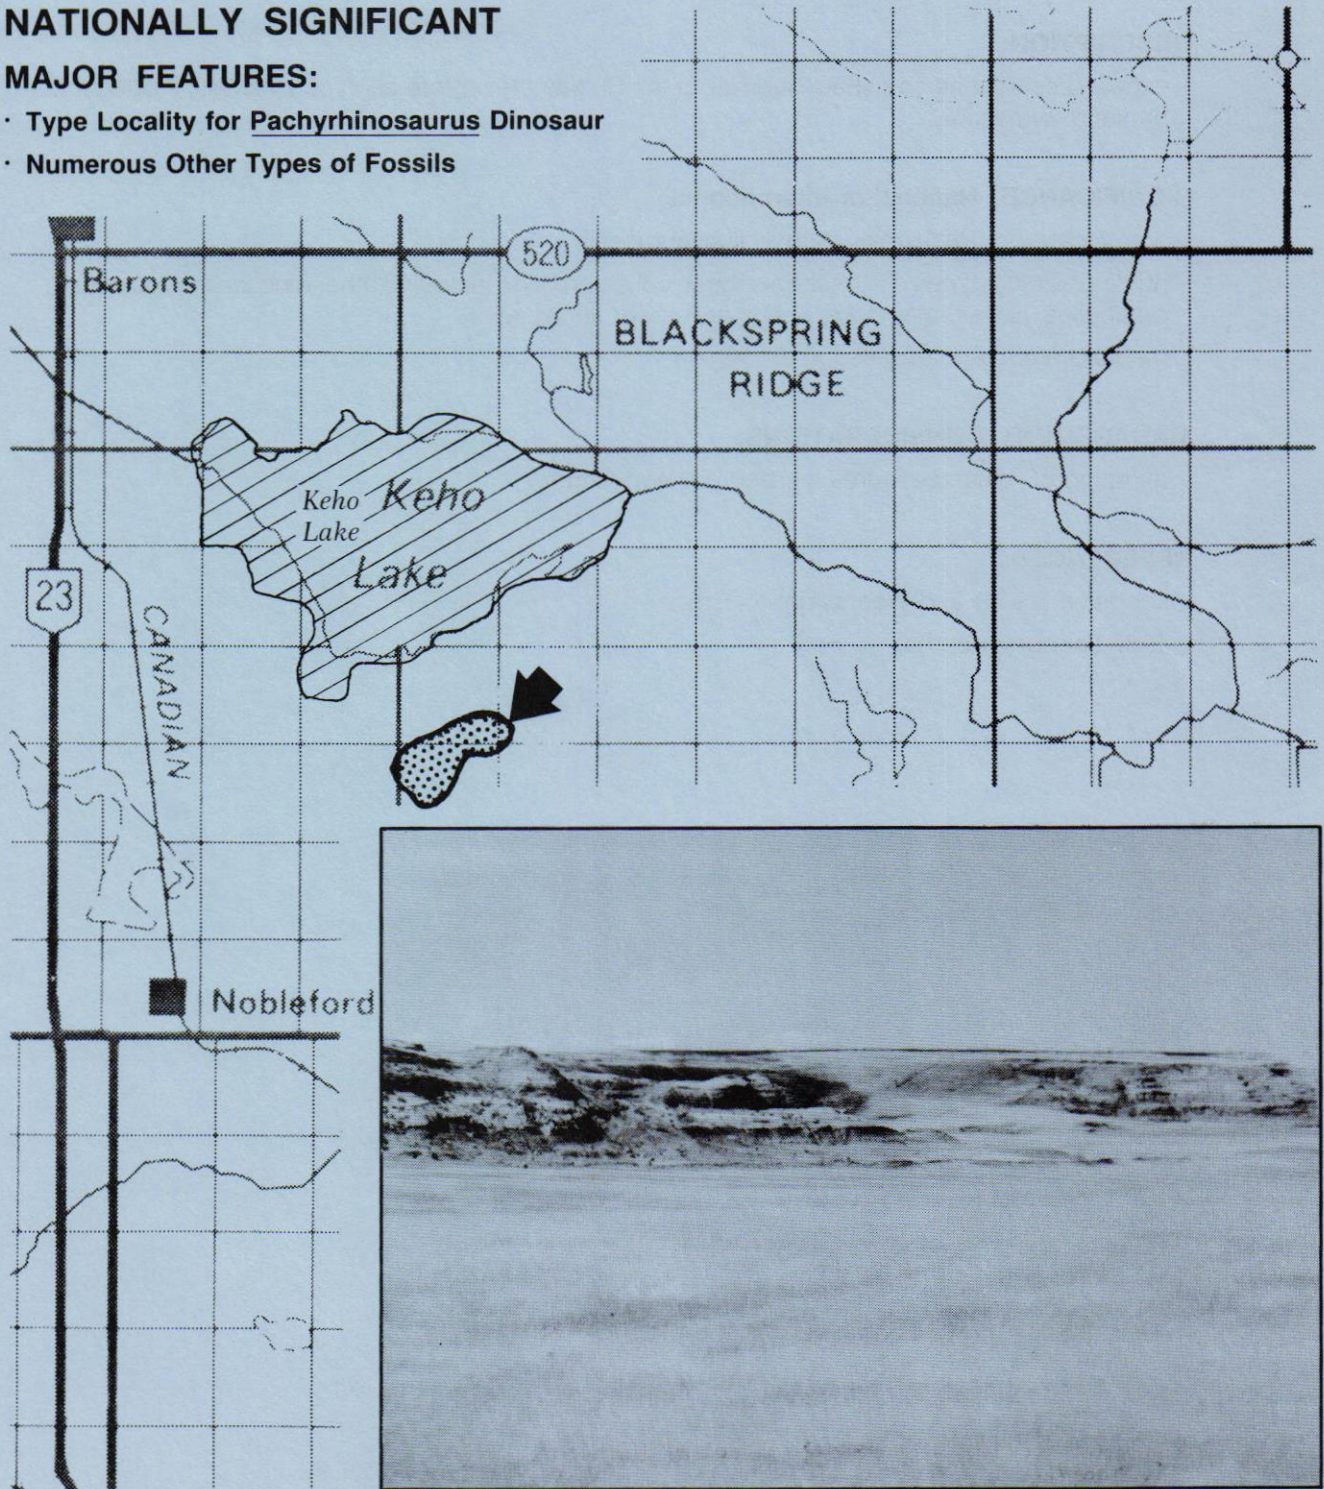 NATIONALLY SIGNIFICANT
MAJOR FEATURES:
· Type Locality for Pachyrhinosaurus Dinosaur
· Numerous Other Types of Fossils
520
Barons
BLACKSPRING
RIDGE
Keho
Lake
Keho
Lake
23
CANADIAN
Nobleford